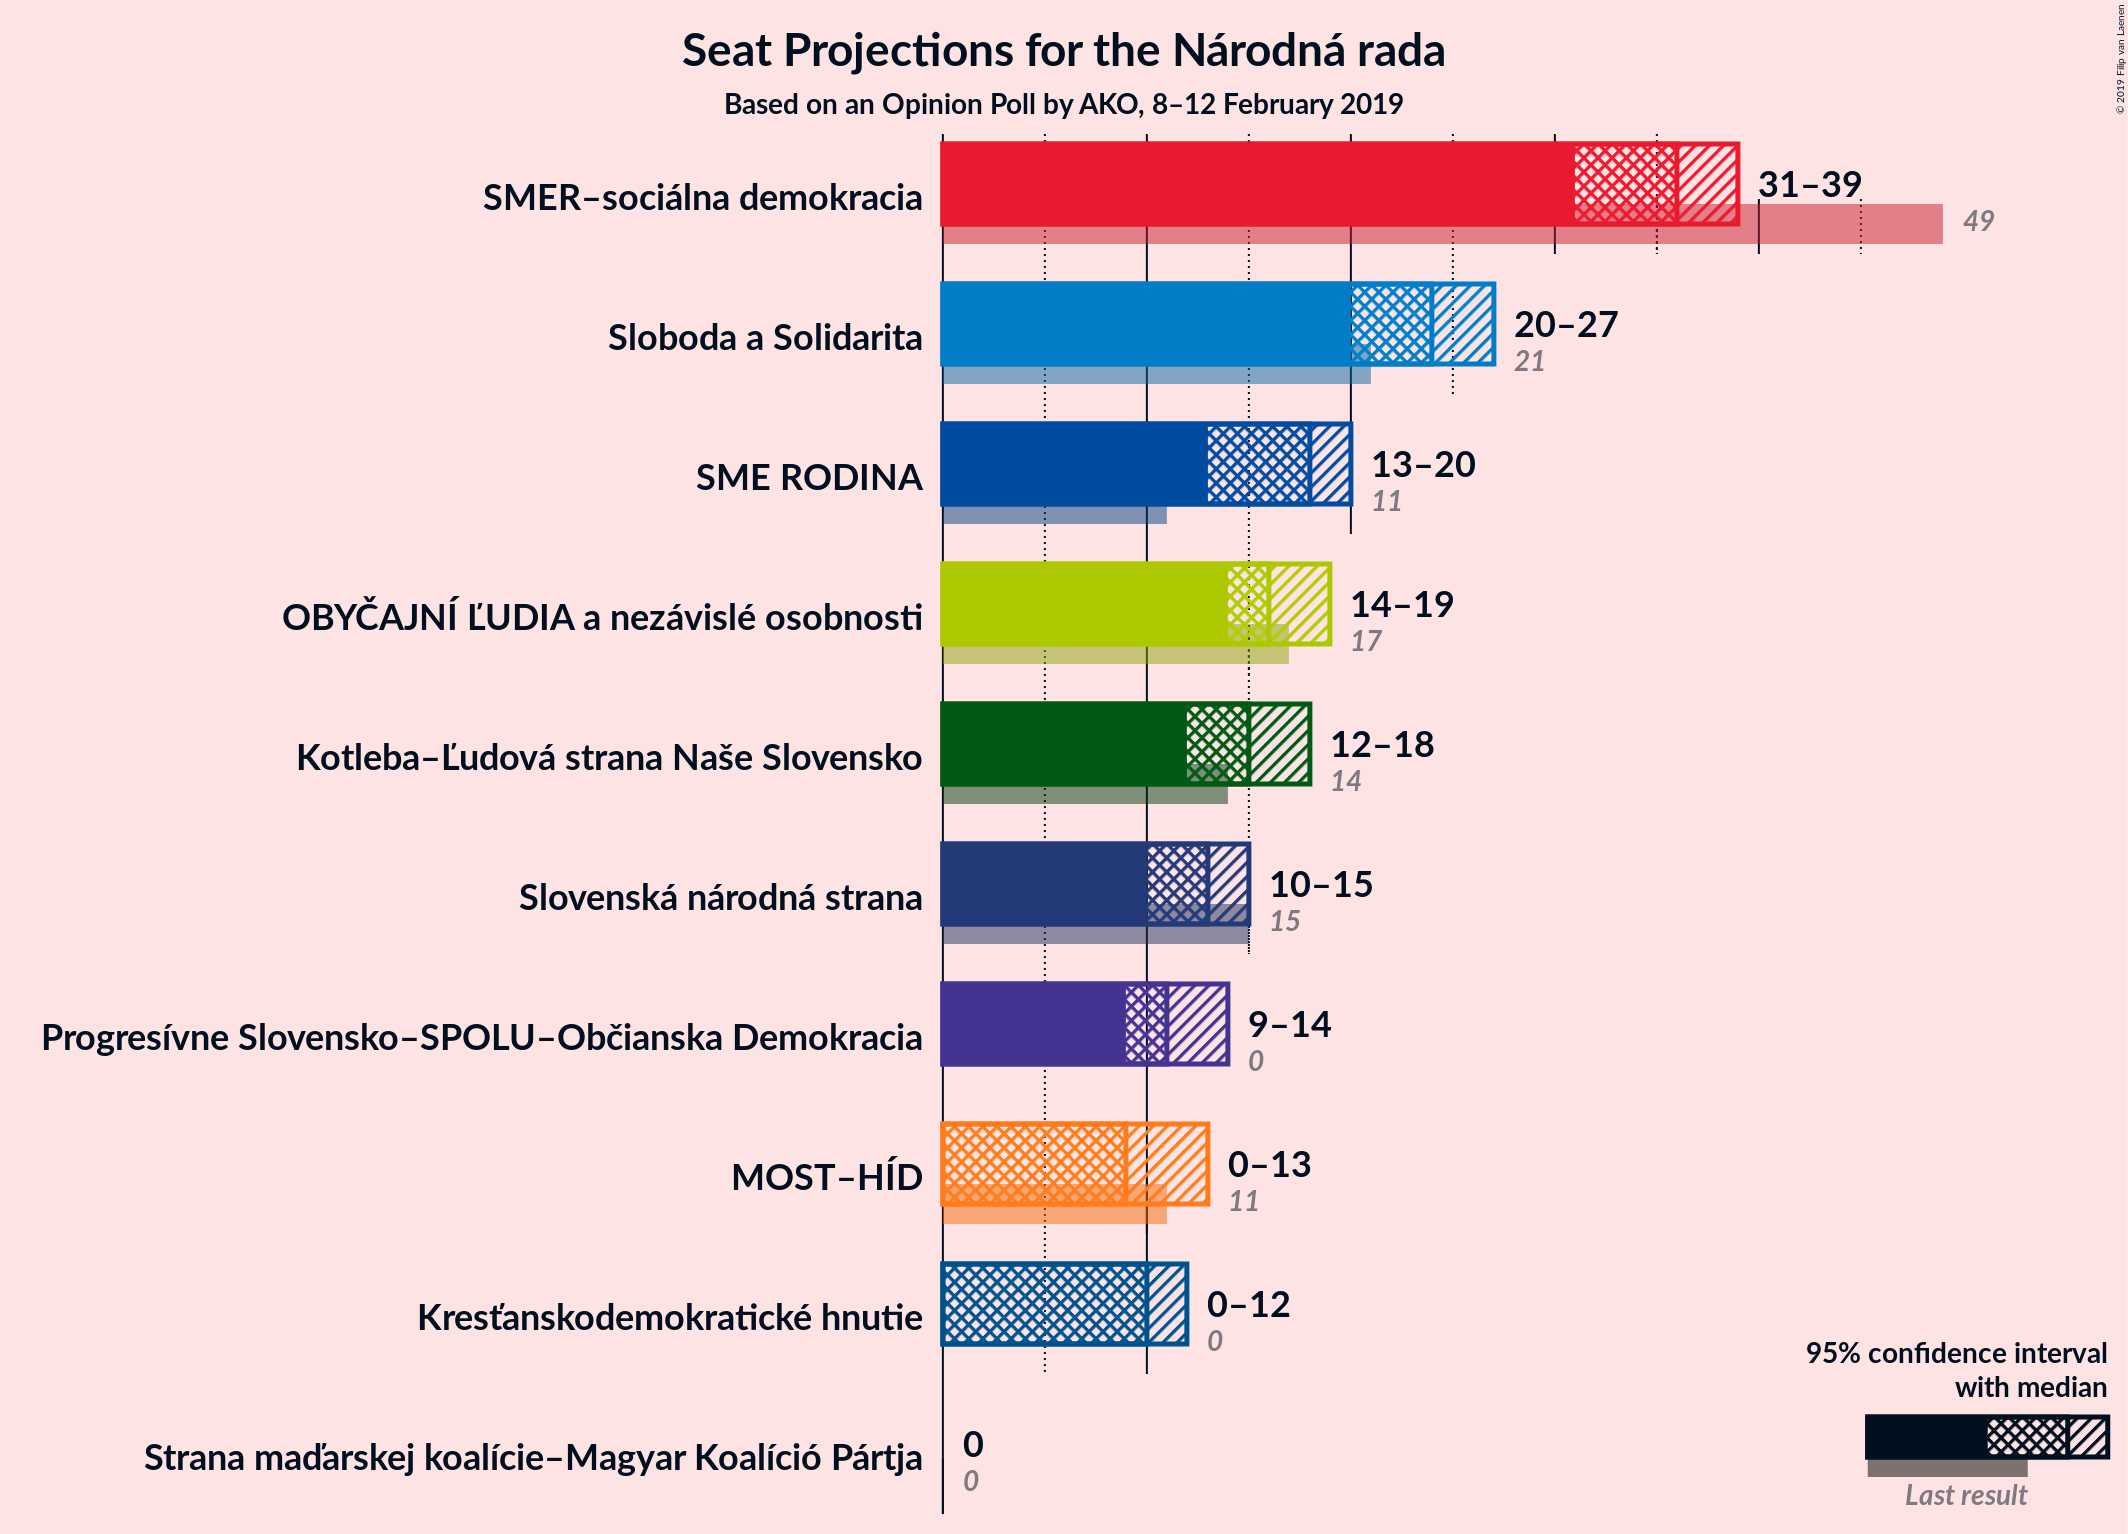 Seat Projections for the Národná rada
Based on an Opinion Poll by AKO, 8–12 February 2019
© 2019 Filip van Laenen
SMER–sociálna demokracia
31–39
49
Sloboda a Solidarita
20–27
21
SME RODINA
13–20
11
OBYČAJNÍ ĽUDIA a nezávislé osobnosti
14–19
17
Kotleba–Ľudová strana Naše Slovensko
12–18
14
Slovenská národná strana
10–15
15
Progresívne Slovensko–SPOLU–Občianska Demokracia
9–14
0
MOST–HÍD
0–13
11
Kresťanskodemokratické hnutie
0–12
0
Strana maďarskej koalície–Magyar Koalíció Pártja
0
0
95% confidence interval
with median
Last result